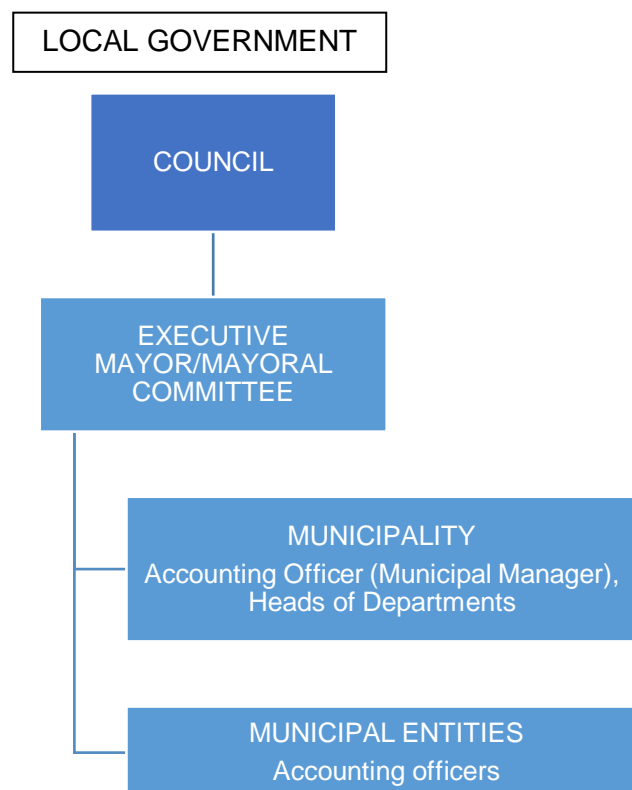 LOCAL GOVERNMENT
COUNCIL
EXECUTIVE
MAYOR/MAYORAL
COMMITTEE
MUNICIPALITY
Accounting Officer (Municipal Manager),
Heads of Departments
MUNICIPAL ENTITIES
Accounting officers